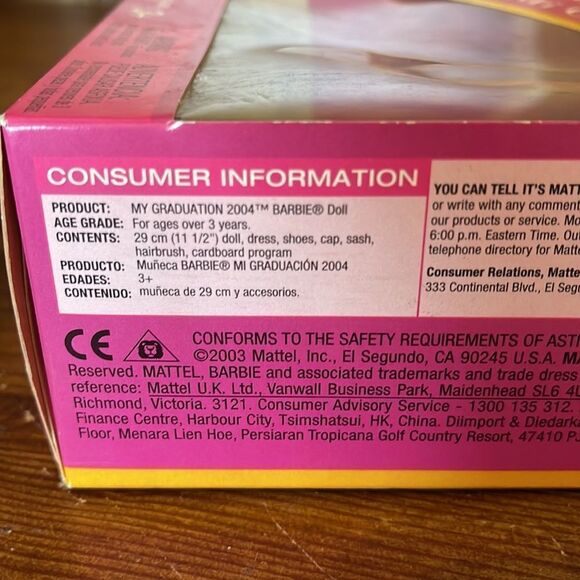 CONSUMER INFORMATION
PRODUCT: MY GRADUATION 2004™ BARBIE® Doll
AGE GRADE: For ages over 3 years.
CONTENTS: 29 cm (11 1/2") doll, dress, shoes, cap, sash,
hairbrush, cardboard program
PRODUCTO: Muñeca BARBIE® MI GRADUACIÓN 2004
EDADES: 3+
CONTENIDO: muñeca de 29 cm y accesorios.
YOU CAN TELL IT'S MATT
or write with any comment
our products or service. Mo
6:00 p.m. Eastern Time. Ou
telephone directory for Matte
Consumer Relations, Matte
333 Continental Blvd., El Seg
CE
CONFORMS TO THE SAFETY REQUIREMENTS OF AST
©2003 Mattel, Inc., El Segundo, CA 90245 U.S.A. MA
Reserved. MATTEL, BARBIE and associated trademarks and trade dress
reference: Mattel U.K. Ltd., Vanwall Business Park, Maidenhead SL6 4U
Richmond, Victoria. 3121. Consumer Advisory Service - 1300 135 312.
Finance Centre, Harbour City, Tsimshatsui, HK, China. Diimport & Diedarka
Floor, Menara Lien Hoe, Persiaran Tropicana Golf Country Resort, 47410 P